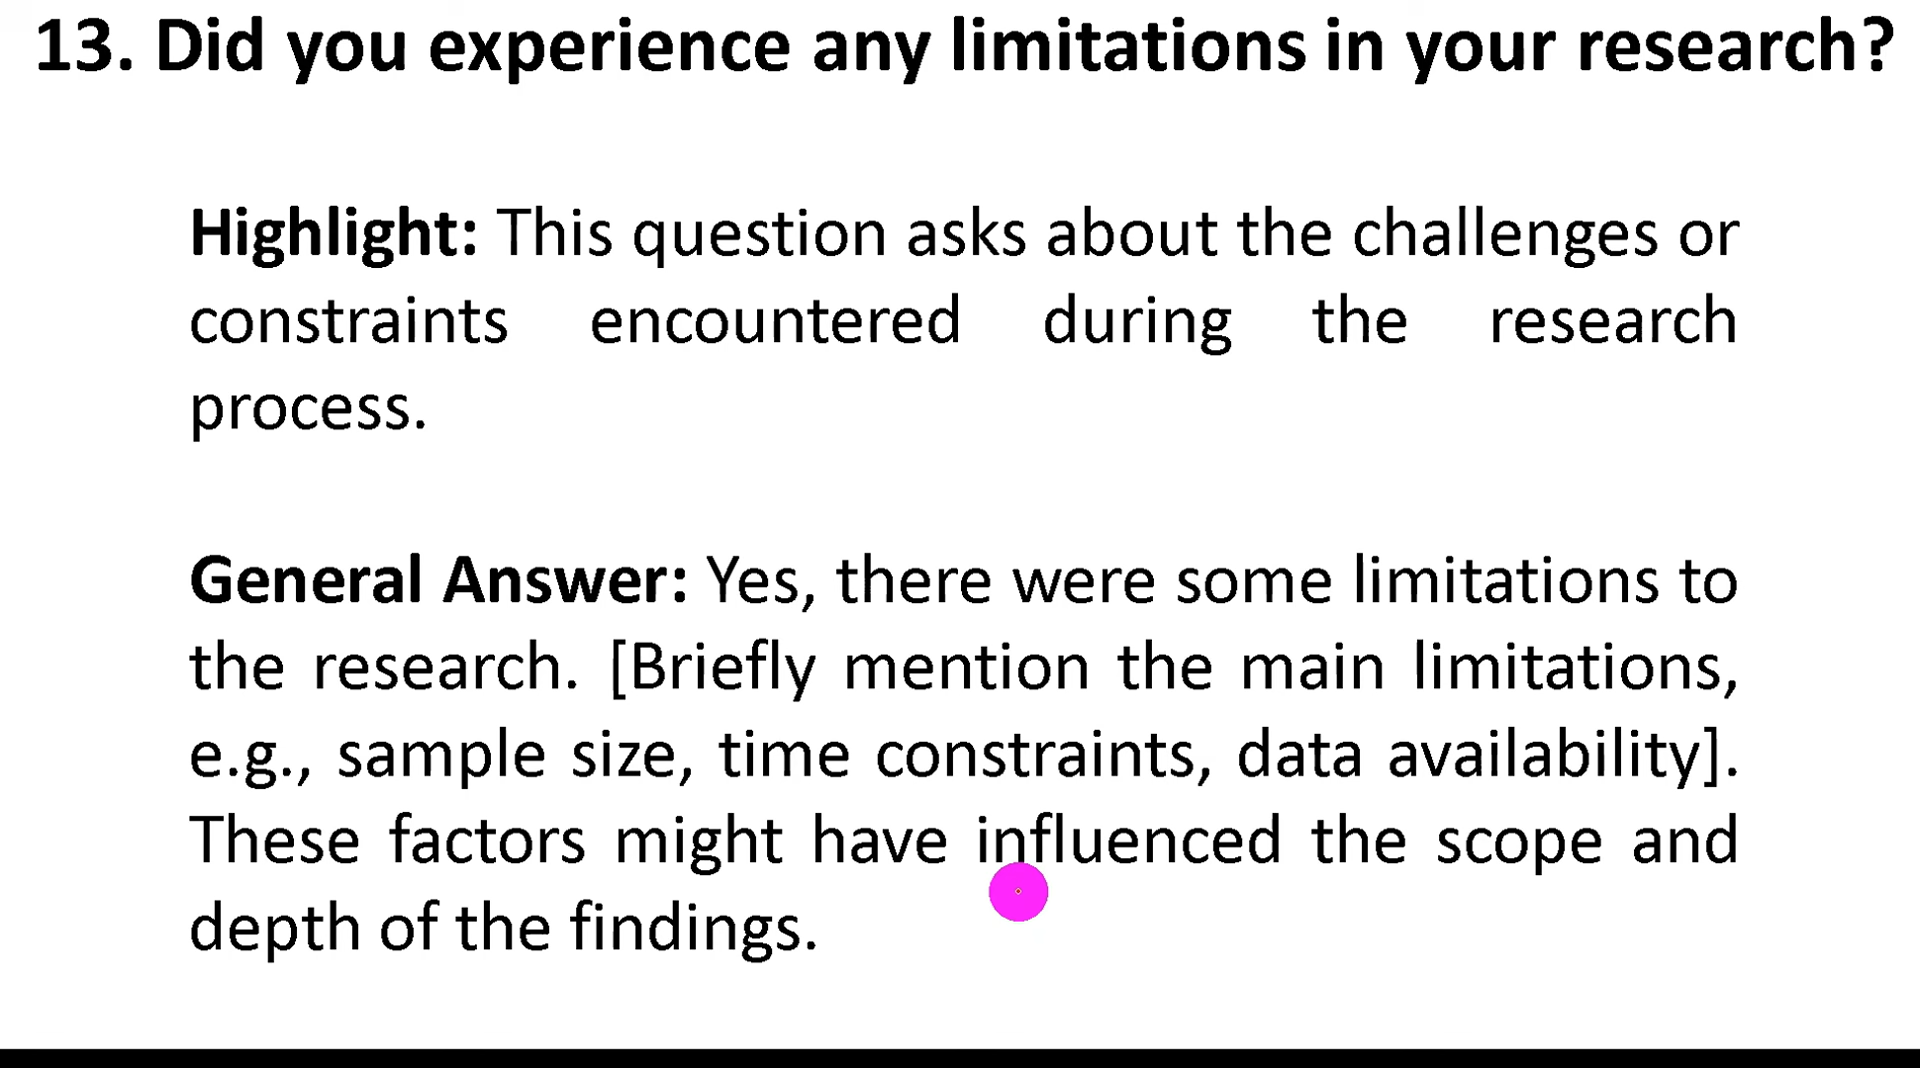 13. Did you experience any limitations in your research?
Highlight: This question asks about the challenges or
constraints encountered during the research
process.
General Answer: Yes, there were some limitations to
the research. [Briefly mention the main limitations,
e.g., sample size, time constraints, data availability].
These factors might have influenced the scope and
depth of the findings.